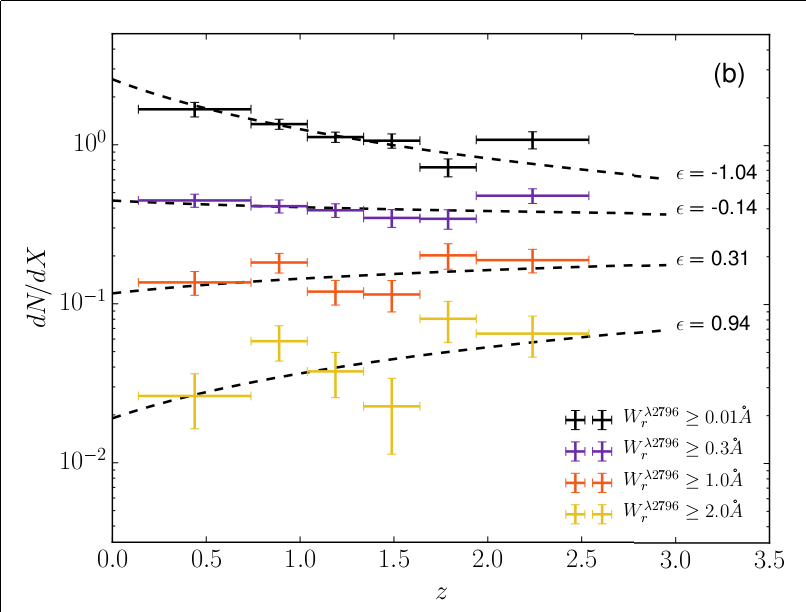 (b)
10⁰
10⁻¹
10⁻²
dN/dX
ϵ = -1.04
ϵ = -0.14
ϵ = 0.31
ϵ = 0.94
W_r^{λ2796} ≥ 0.01Å
W_r^{λ2796} ≥ 0.3Å
W_r^{λ2796} ≥ 1.0Å
W_r^{λ2796} ≥ 2.0Å
0.0 0.5 1.0 1.5 2.0 2.5 3.0 3.5
z